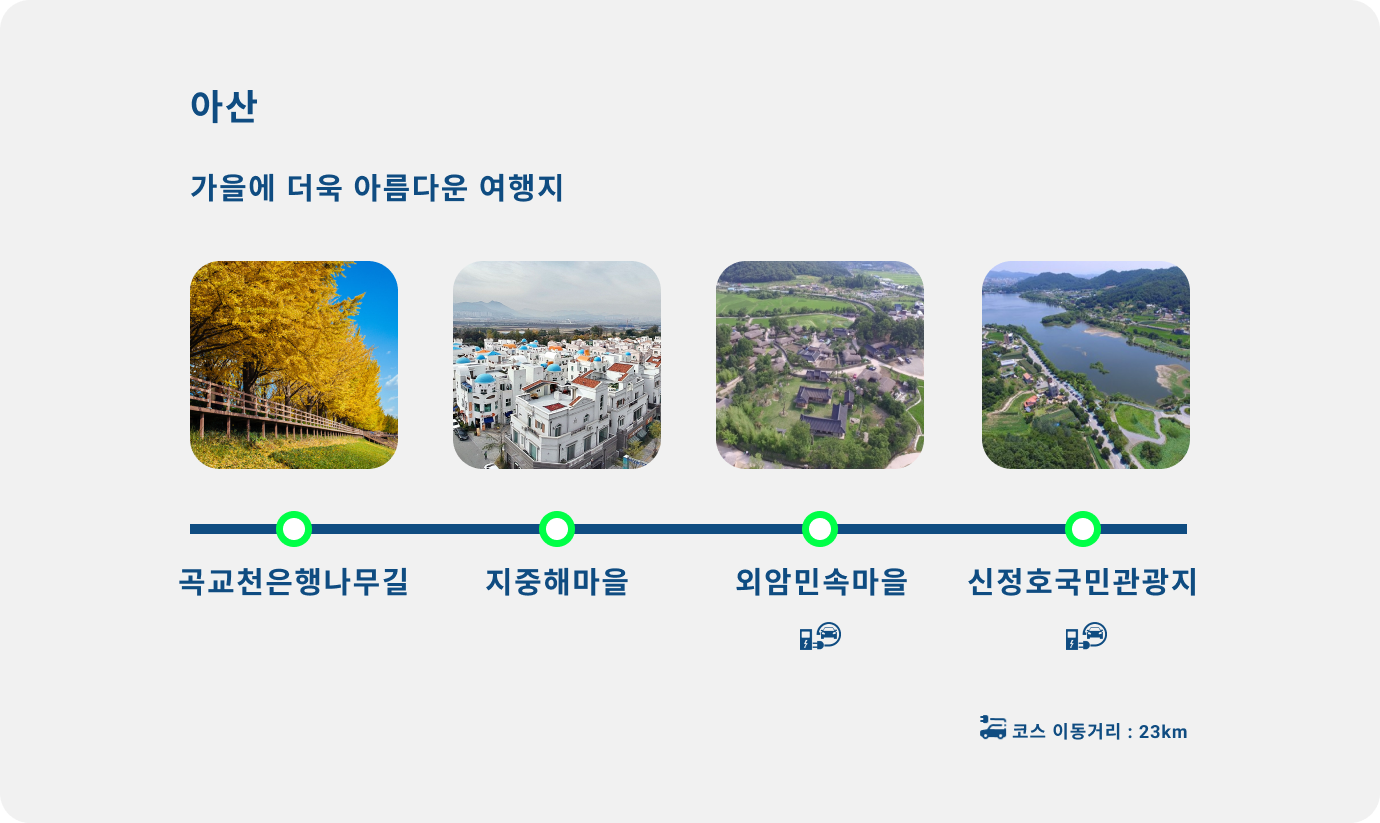 아산
가을에 더욱 아름다운 여행지
곡교천은행나무길
지중해마을
외암민속마을
신정호국민관광지
코스 이동거리 : 23km